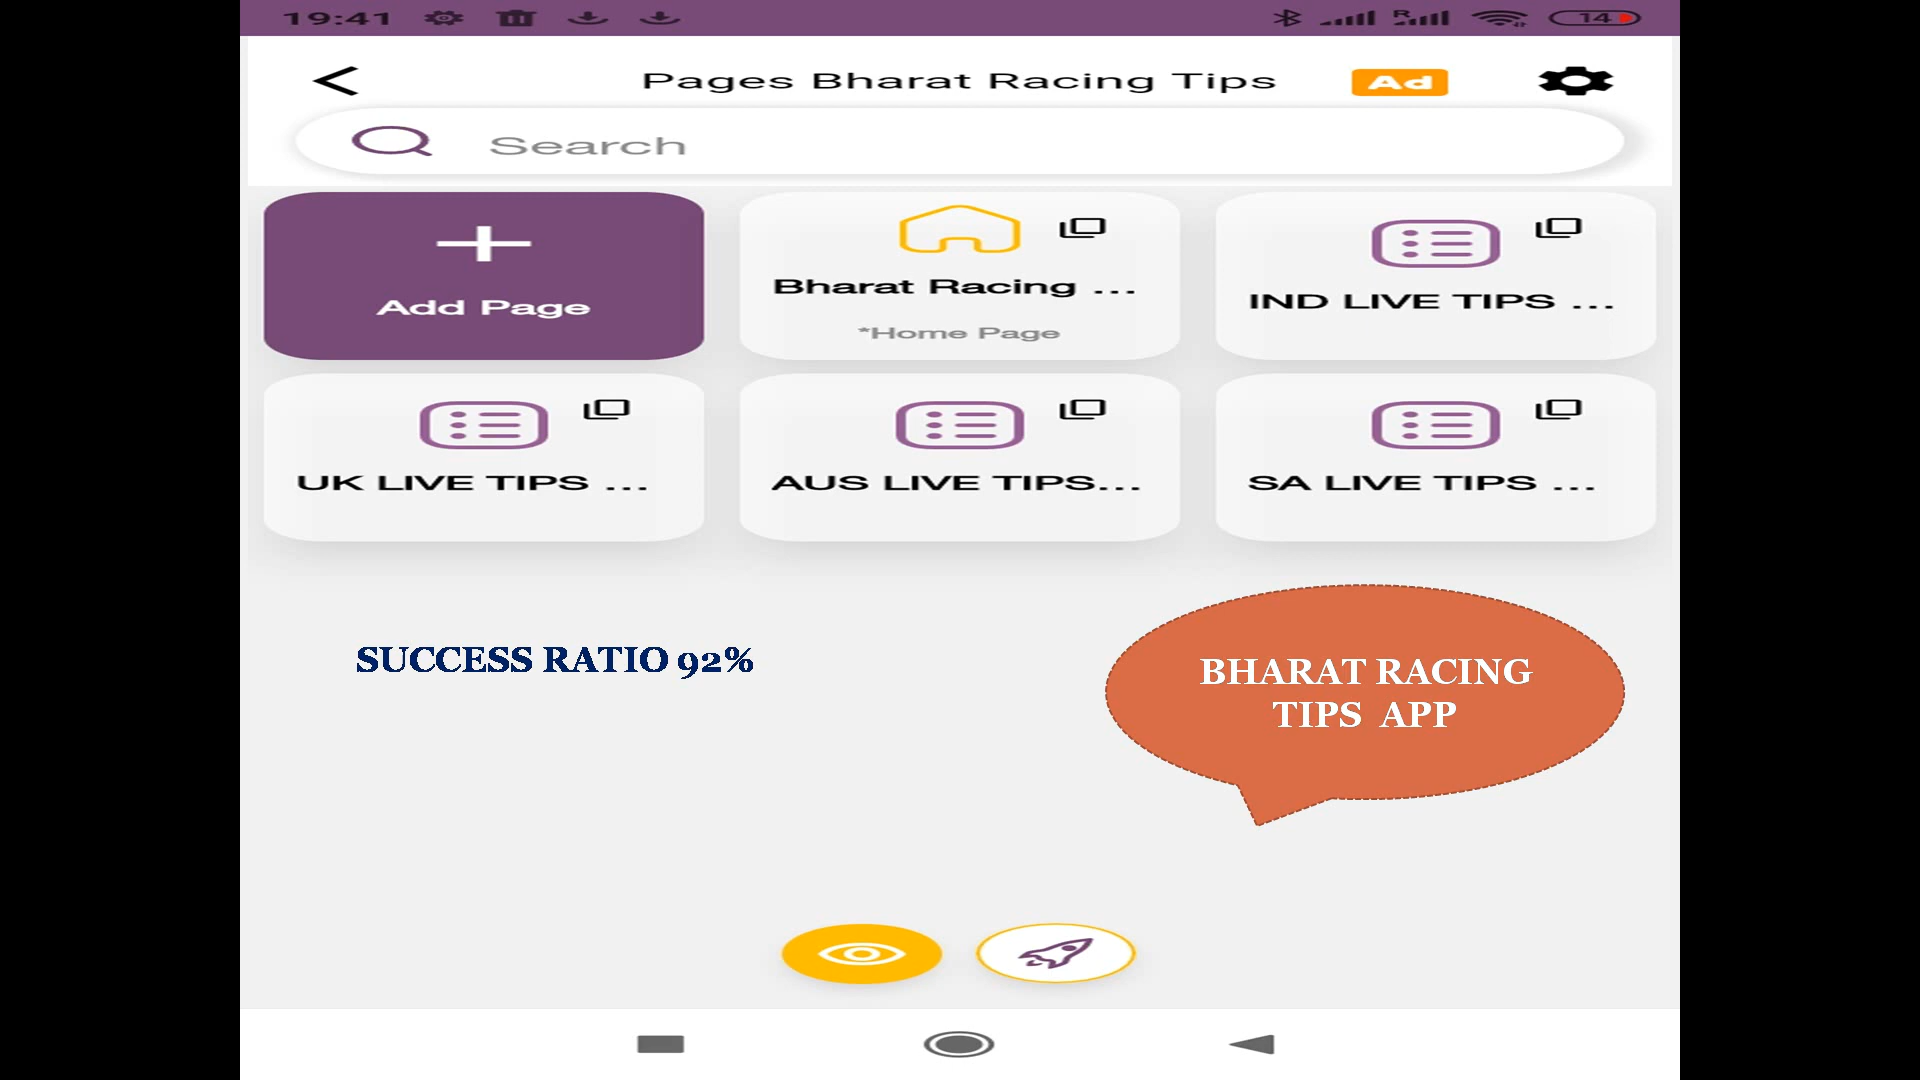 19:41
R
14
Pages Bharat Racing Tips
Ad
Search
Add Page
Bharat Racing ...
*Home Page
IND LIVE TIPS ...
UK LIVE TIPS ...
AUS LIVE TIPS...
SA LIVE TIPS ...
SUCCESS RATIO 92%
BHARAT RACING
TIPS APP